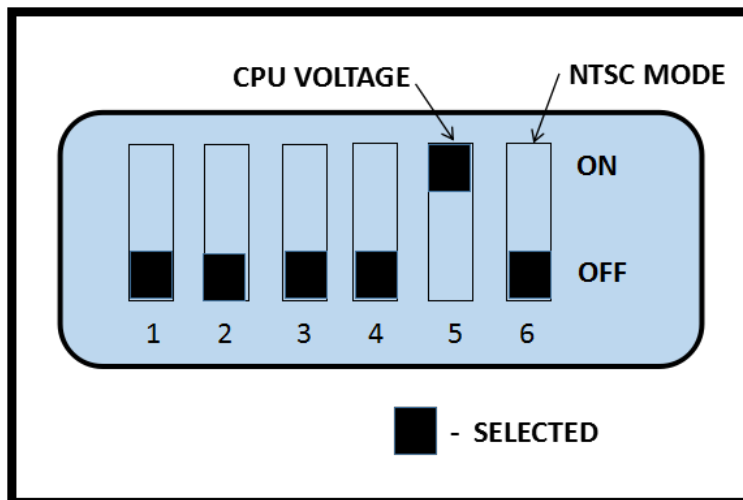 CPU VOLTAGE NTSC MODE
ON
OFF
1 2 3 4 5 6
- SELECTED